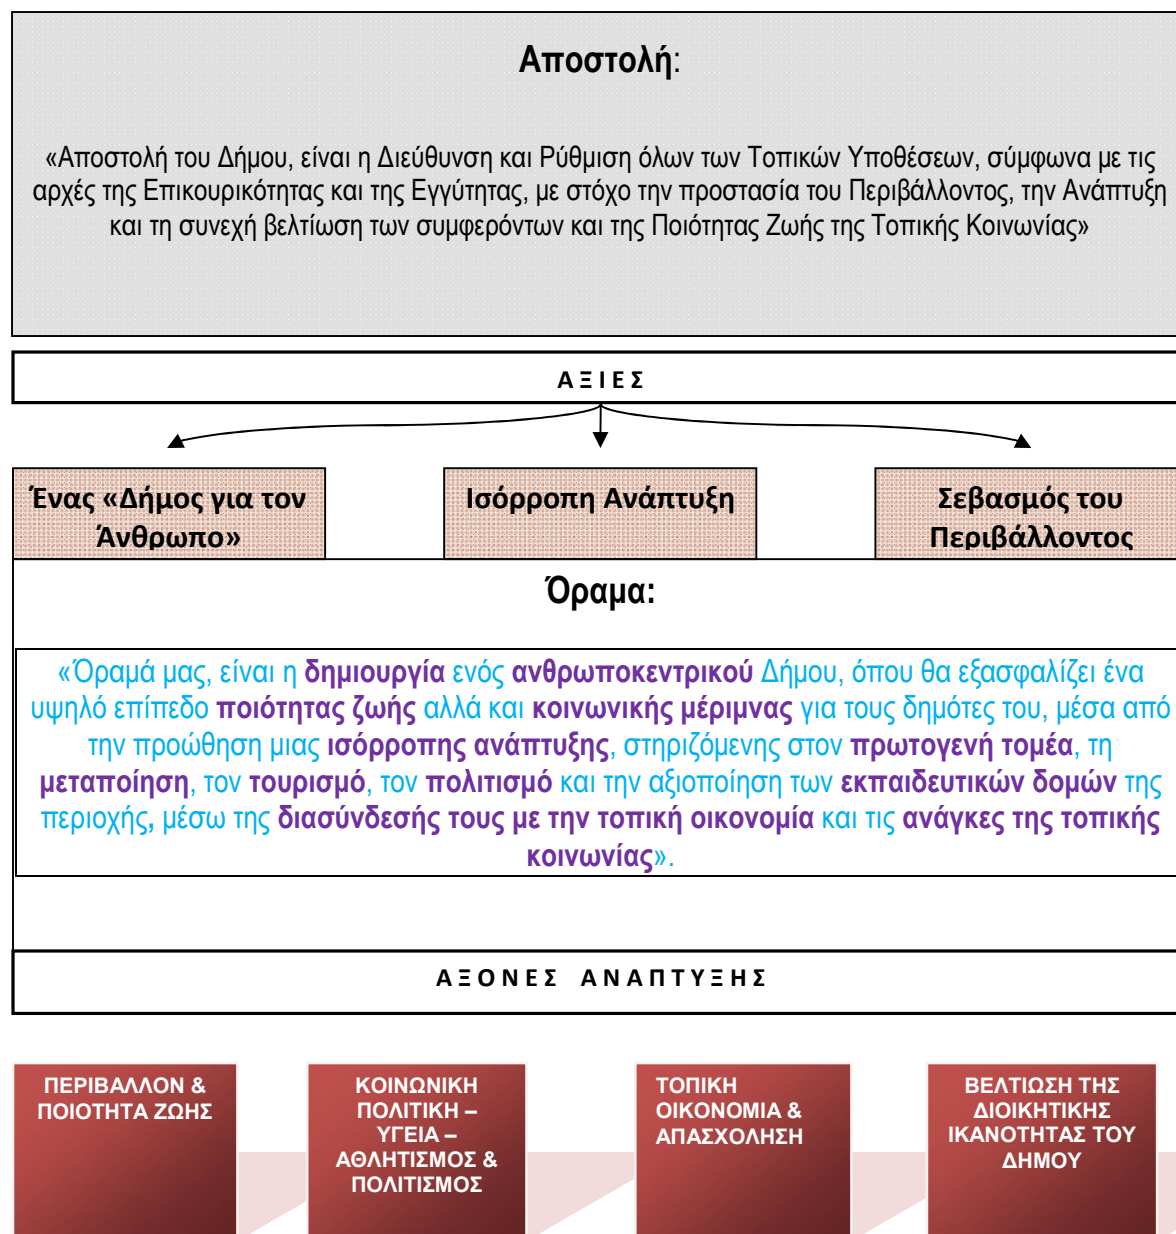 Αποστολή:
«Αποστολή του Δήμου, είναι η Διεύθυνση και Ρύθμιση όλων των Τοπικών Υποθέσεων, σύμφωνα με τις
αρχές της Επικουρικότητας και της Εγγύτητας, με στόχο την προστασία του Περιβάλλοντος, την Ανάπτυξη
και τη συνεχή βελτίωση των συμφερόντων και της Ποιότητας Ζωής της Τοπικής Κοινωνίας»
Α Ξ Ι Ε Σ
Ένας «Δήμος για τον
Άνθρωπο»
Ισόρροπη Ανάπτυξη
Σεβασμός του
Περιβάλλοντος
Όραμα:
«Όραμά μας, είναι η δημιουργία ενός ανθρωποκεντρικού Δήμου, όπου θα εξασφαλίζει ένα
υψηλό επίπεδο ποιότητας ζωής αλλά και κοινωνικής μέριμνας για τους δημότες του, μέσα από
την προώθηση μιας ισόρροπης ανάπτυξης, στηριζόμενης στον πρωτογενή τομέα, τη
μεταποίηση, τον τουρισμό, τον πολιτισμό και την αξιοποίηση των εκπαιδευτικών δομών της
περιοχής, μέσω της διασύνδεσής τους με την τοπική οικονομία και τις ανάγκες της τοπικής
κοινωνίας».
Α Ξ Ο Ν Ε Σ Α Ν Α Π Τ Υ Ξ Η Σ
ΠΕΡΙΒΑΛΛΟΝ &
ΠΟΙΟΤΗΤΑ ΖΩΗΣ
ΚΟΙΝΩΝΙΚΗ
ΠΟΛΙΤΙΚΗ –
ΥΓΕΙΑ –
ΑΘΛΗΤΙΣΜΟΣ &
ΠΟΛΙΤΙΣΜΟΣ
ΤΟΠΙΚΗ
ΟΙΚΟΝΟΜΙΑ &
ΑΠΑΣΧΟΛΗΣΗ
ΒΕΛΤΙΩΣΗ ΤΗΣ
ΔΙΟΙΚΗΤΙΚΗΣ
ΙΚΑΝΟΤΗΤΑΣ ΤΟΥ
ΔΗΜΟΥ